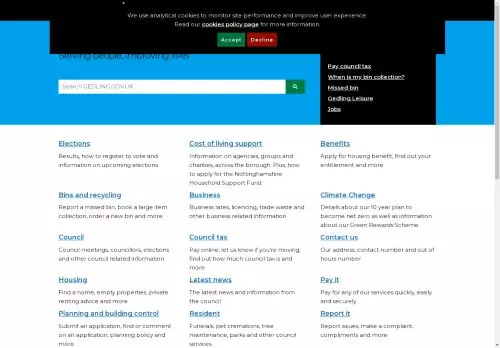 We use analytical cookies to monitor site performance and improve user experience.
Read our cookies policy page for more information.
Accept
Decline
Serving people, improving lives
search GEDLING.GOV.UK
Pay council tax
When is my bin collection?
Missed bin
Gedling Leisure
Jobs
Elections
Results, how to register to vote and
information on upcoming elections
Cost of living support
Information on agencies, groups and
charities, across the borough. Plus, how
to apply for the Nottinghamshire
Household Support Fund
Benefits
Apply for housing benefit, find out your
entitlement and more
Bins and recycling
Report a missed bin, book a large item
collection, order a new bin and more
Business
Business rates, licencing, trade waste and
other business related information
Climate Change
Details about our 10 year plan to
become net zero as well as information
about our Green Rewards Scheme
Council
Council meetings, councillors, elections
and other council related information
Council tax
Pay online, let us know if you're moving,
find out how much council tax is and
more
Contact us
Our address, contact number and out of
hours number
Housing
Find a home, empty properties, private
renting advice and more
Latest news
The latest news and information from
the council
Pay it
Pay for any of our services quickly, easily
and securely
Planning and building control
Submit an application, find or comment
on an application, planning policy and
more
Resident
Funerals, pet cremations, tree
maintenance, parks and other council
services
Report it
Report issues, make a complaint,
compliments and more